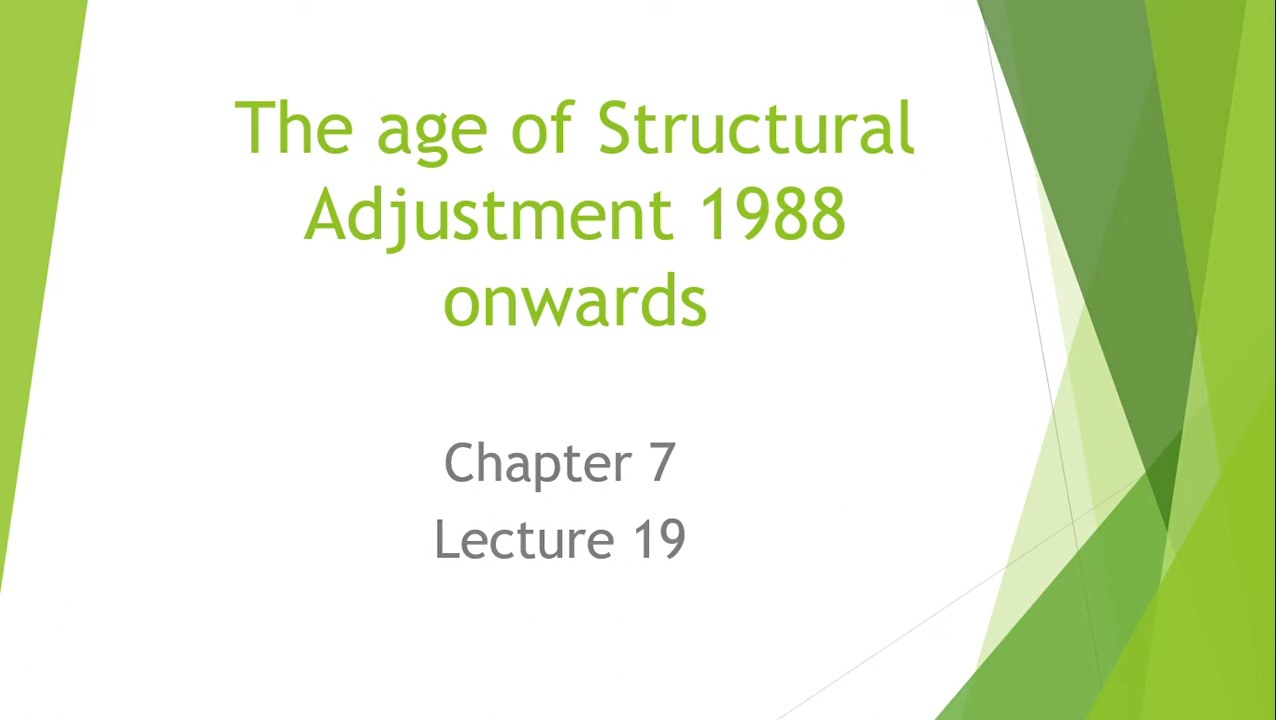 The age of Structural
Adjustment 1988
onwards
Chapter 7
Lecture 19